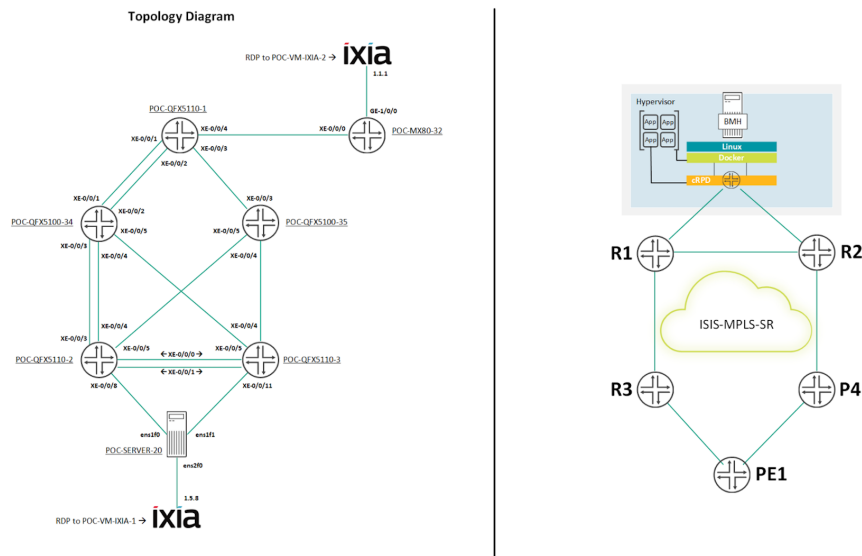 Topology Diagram
RDP to POC-VM-IXIA-2 → ixia
1.1.1
GE-1/0/0
POC-QFX5110-1
XE-0/0/4
XE-0/0/0
POC-MX80-32
XE-0/0/1
XE-0/0/3
XE-0/0/2
XE-0/0/1
XE-0/0/3
XE-0/0/2
POC-QFX5100-34
POC-QFX5100-35
XE-0/0/5
XE-0/0/5
XE-0/0/3
XE-0/0/4
XE-0/0/4
XE-0/0/4
XE-0/0/4
XE-0/0/3
XE-0/0/5
XE-0/0/5
POC-QFX5110-2
← XE-0/0/0 →
POC-QFX5110-3
← XE-0/0/1 →
XE-0/0/8
XE-0/0/11
ens1f0
ens1f1
POC-SERVER-20
ens2f0
1.5.8
RDP to POC-VM-IXIA-1 → ixia
Hypervisor
App
App
App
App
BMH
Linux
Docker
cRPD
R1
R2
ISIS-MPLS-SR
R3
P4
PE1